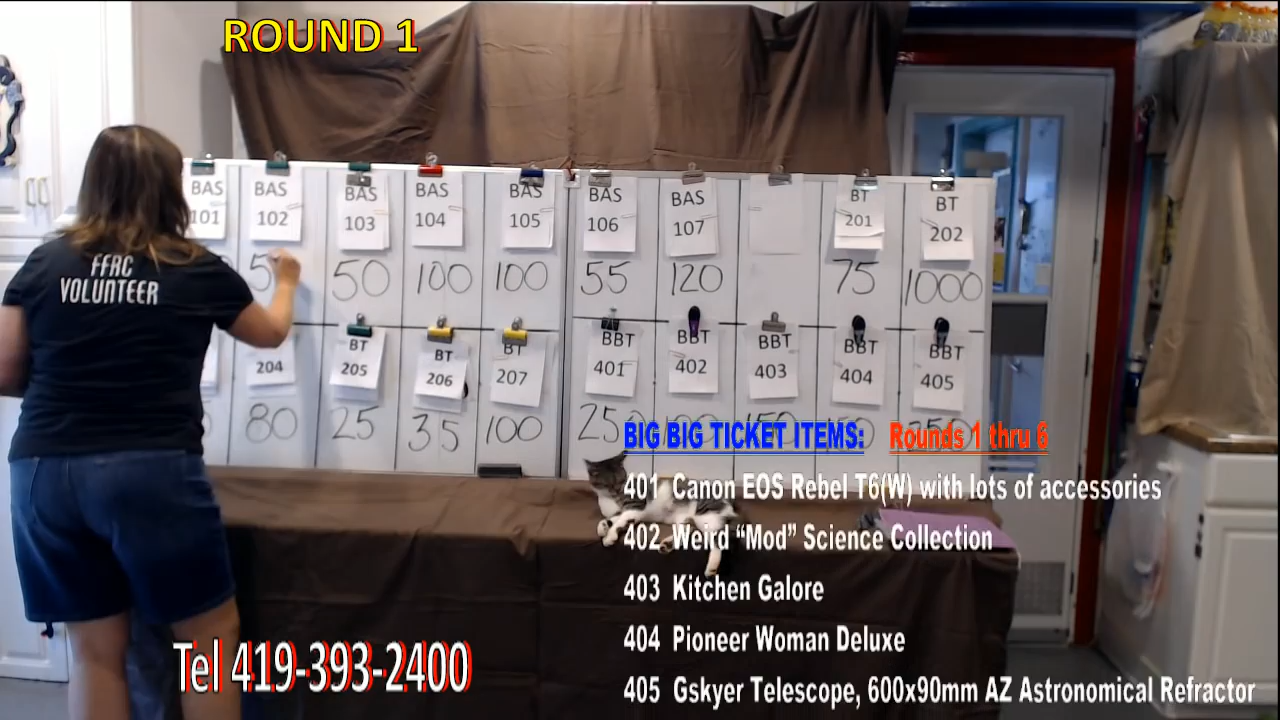 ROUND 1
BAS BAS BAS BAS BAS BAS BAS BT BT
101 102 103 104 105 106 107 201 202
50 100 100 55 120 75 1000
FFRC
VOLUNTEER
BT BT BT BBT BBT BBT BBT BBT
204 205 206 207 401 402 403 404 405
80 25 35 100
BIG BIG TICKET ITEMS: Rounds 1 thru 6
401 Canon EOS Rebel T6(W) with lots of accessories
402 Weird “Mod” Science Collection
403 Kitchen Galore
404 Pioneer Woman Deluxe
405 Gskyer Telescope, 600x90mm AZ Astronomical Refractor
Tel 419-393-2400